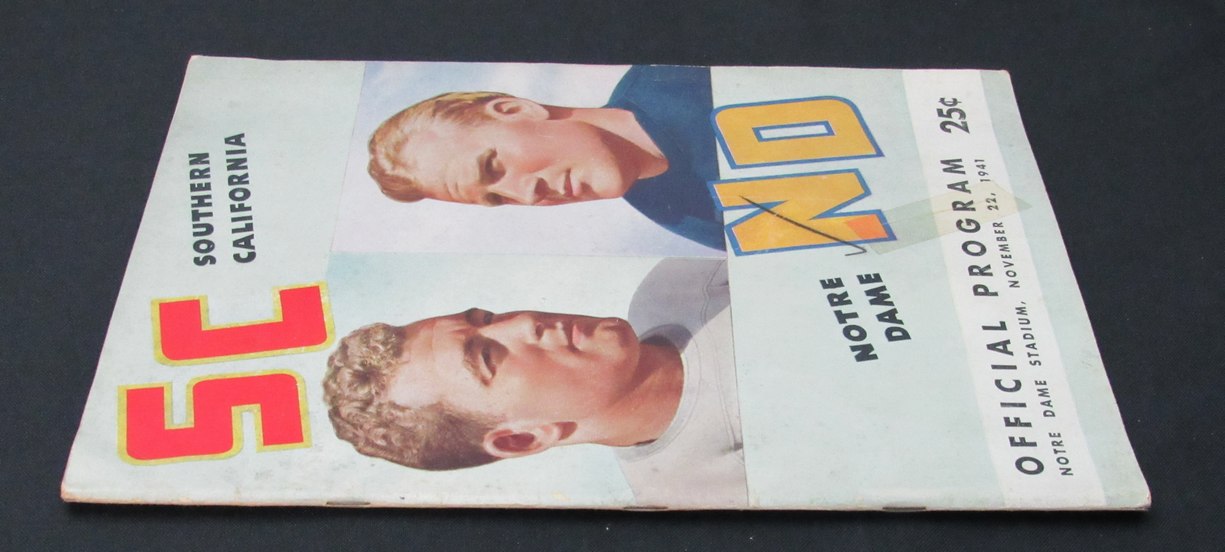 SC
SOUTHERN
CALIFORNIA
NOTRE
DAME
ND
OFFICIAL PROGRAM 25¢
NOTRE DAME STADIUM, NOVEMBER 22, 1941